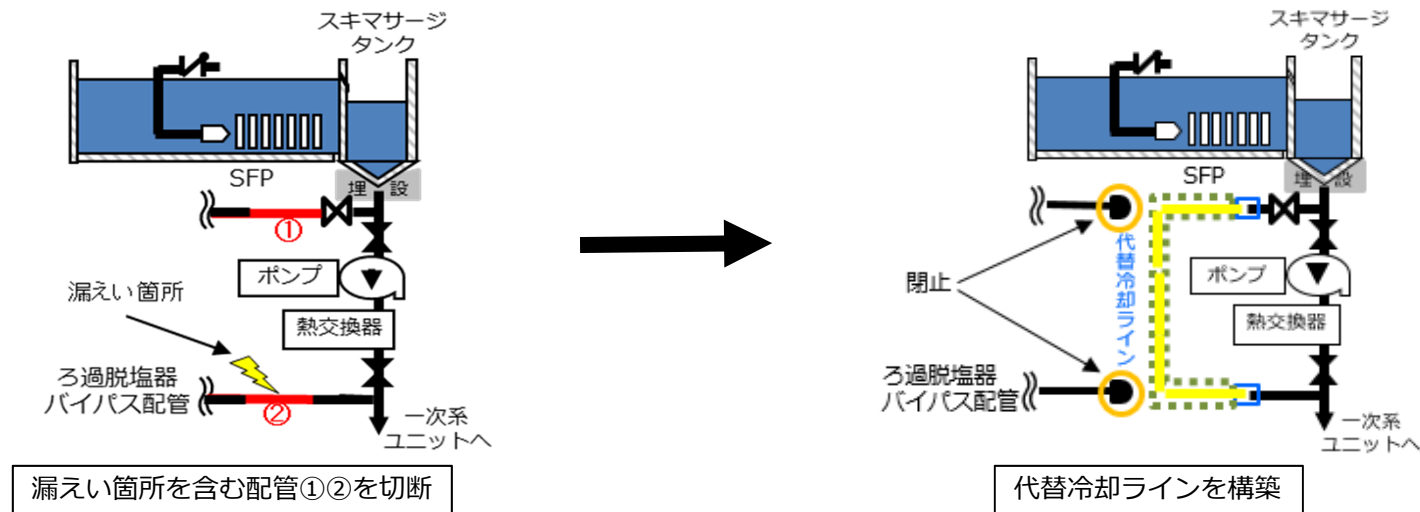 スキマサージ
タンク
SFP
埋 設
①
ポンプ
漏えい箇所
熱交換器
ろ過脱塩器
バイパス配管
②
一次系
ユニットへ
漏えい箇所を含む配管①②を切断
スキマサージ
タンク
SFP
埋 設
代替冷却ライン
閉止
ポンプ
熱交換器
ろ過脱塩器
バイパス配管
一次系
ユニットへ
代替冷却ラインを構築